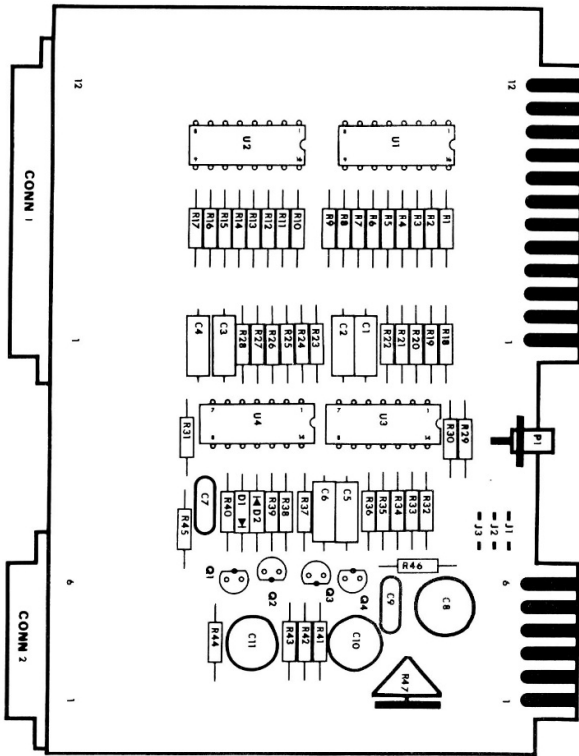 12
12
CONN 1
U2
U1
R17
R16
R15
R14
R13
R12
R11
R10
R9
R8
R7
R6
R5
R4
R3
R2
R1
1
1
C4
C3
R28
R27
R26
R25
R24
R23
C2
C1
R22
R21
R20
R19
R18
R31
U4
U3
R30
R29
P1
R45
C7
R40
D1
D2
R39
R38
R37
C6
C5
R36
R35
R34
R33
R32
J3
J2
J1
6
Q1
Q2
Q3
Q4
R46
6
CONN 2
R44
C11
R43
R42
R41
C10
C9
C8
R47
1
1